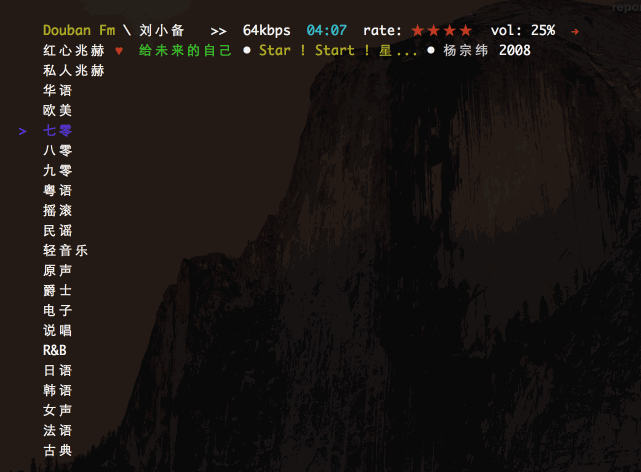 repor
Douban Fm \ 刘小备 >> 64kbps 04:07 rate: ★★★★ vol: 25% →
红心兆赫 ♥ 给未来的自己 ● Star ! Start ! 星... ● 杨宗纬 2008
私人兆赫
华语
欧美
> 七零
八零
九零
粤语
摇滚
民谣
轻音乐
原声
爵士
电子
说唱
R&B
日语
韩语
女声
法语
古典